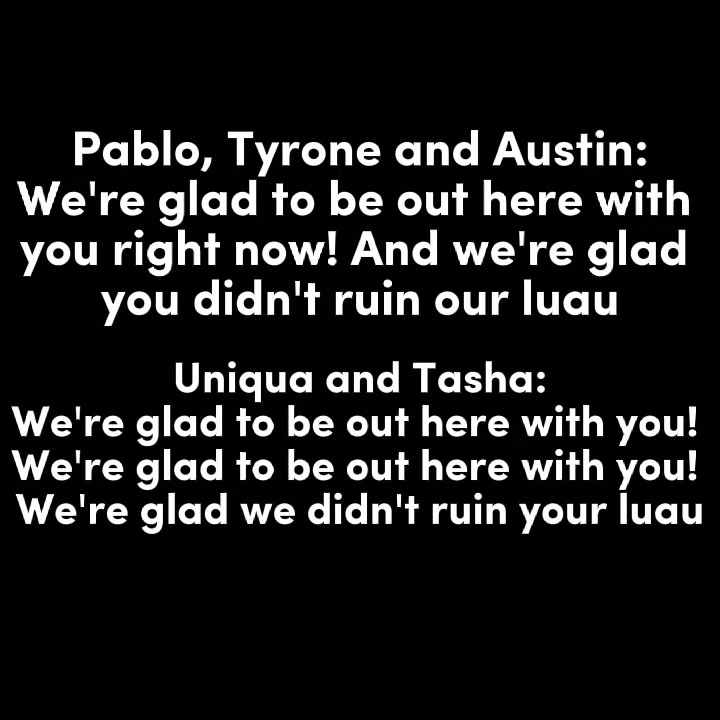 Pablo, Tyrone and Austin:
We're glad to be out here with
you right now! And we're glad
you didn't ruin our luau
Uniqua and Tasha:
We're glad to be out here with you!
We're glad to be out here with you!
We're glad we didn't ruin your luau